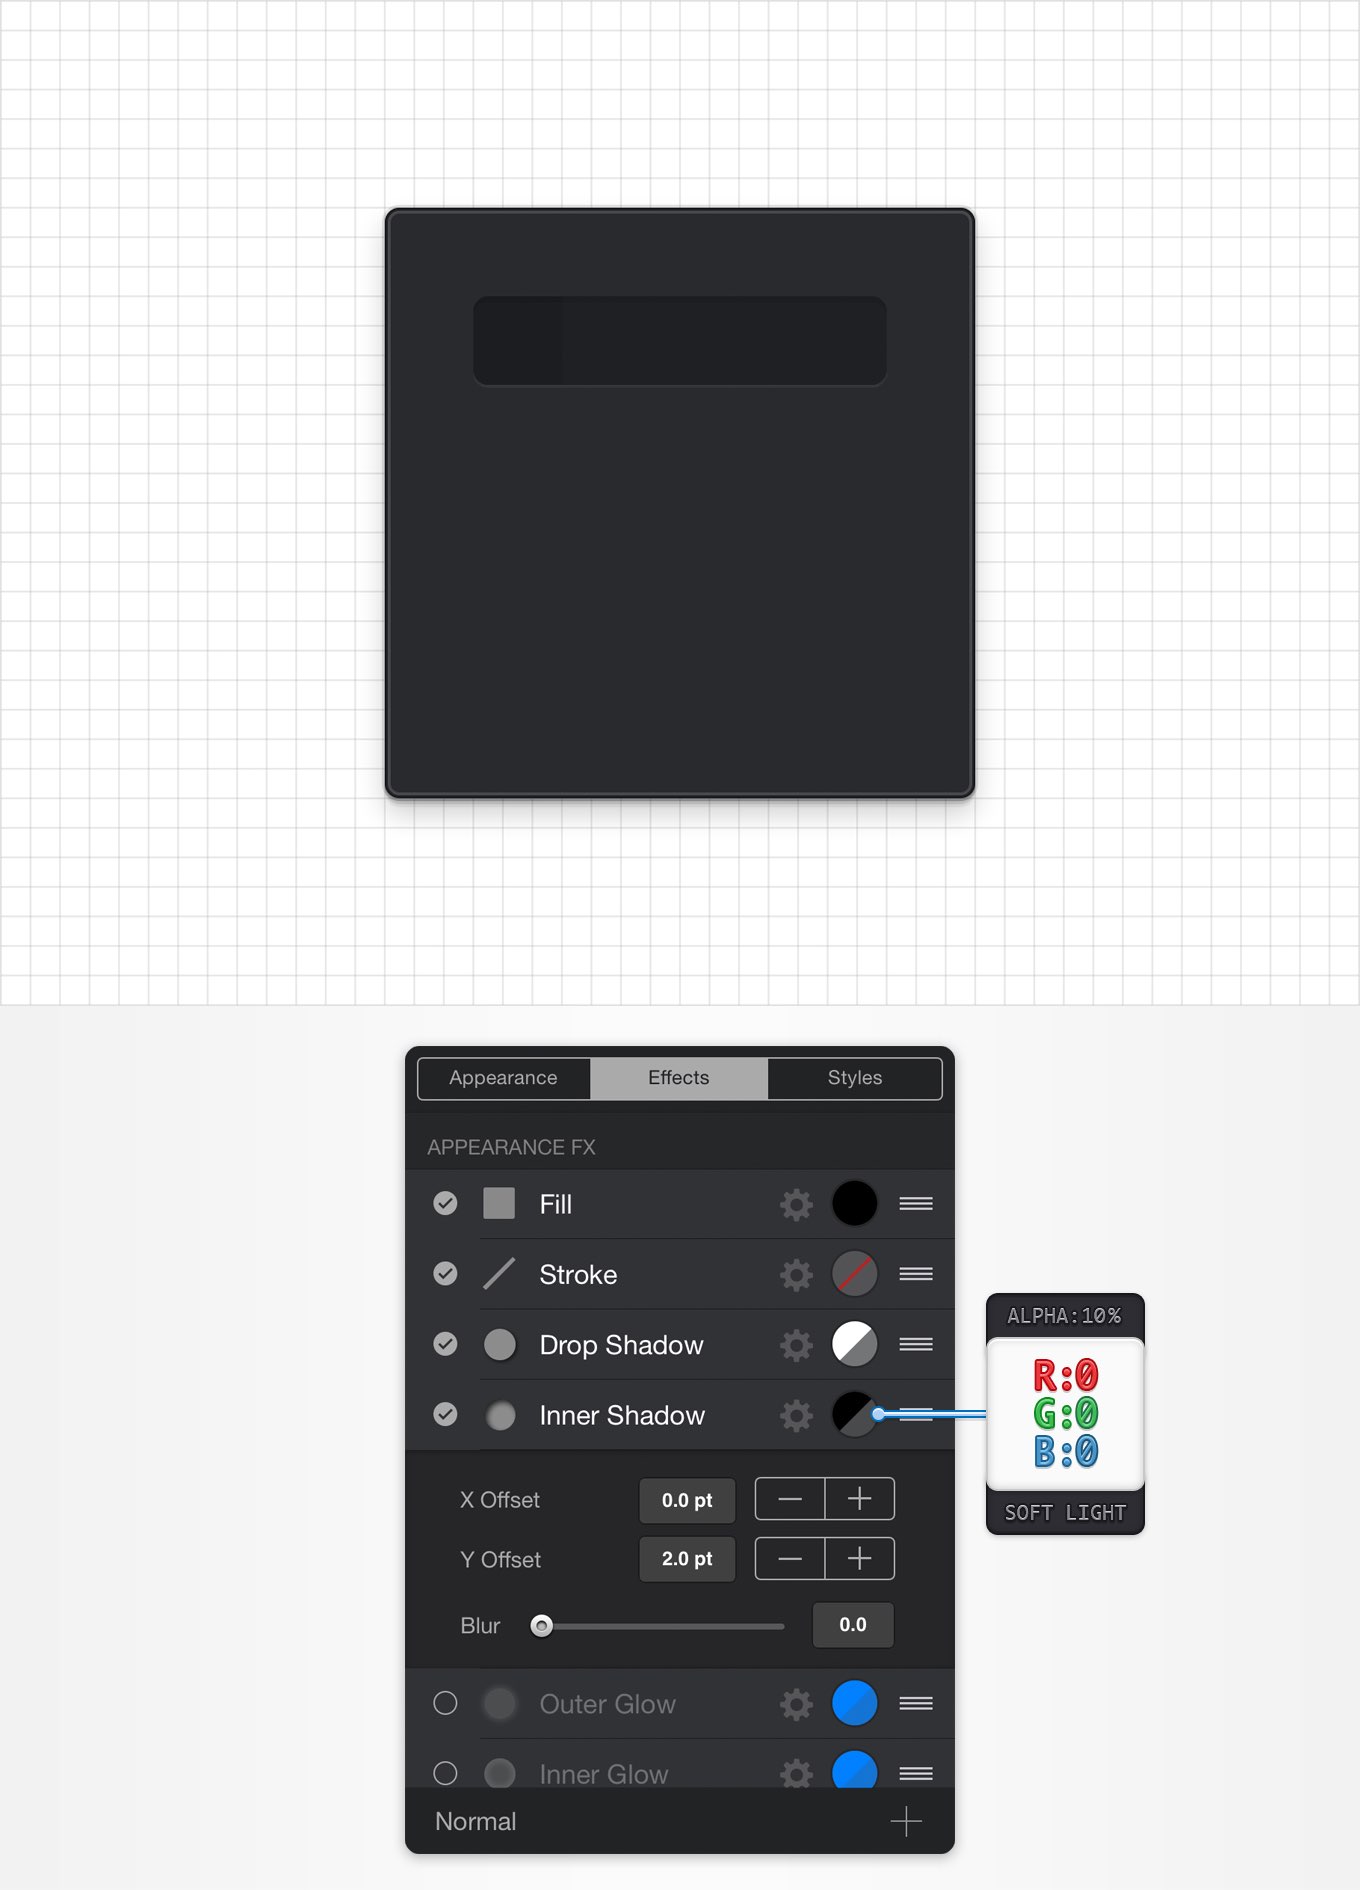 Appearance
Effects
Styles
APPEARANCE FX
Fill
Stroke
Drop Shadow
Inner Shadow
ALPHA:10%
R:0
G:0
B:0
SOFT LIGHT
X Offset
0.0 pt
Y Offset
2.0 pt
Blur
0.0
Outer Glow
Inner Glow
Normal